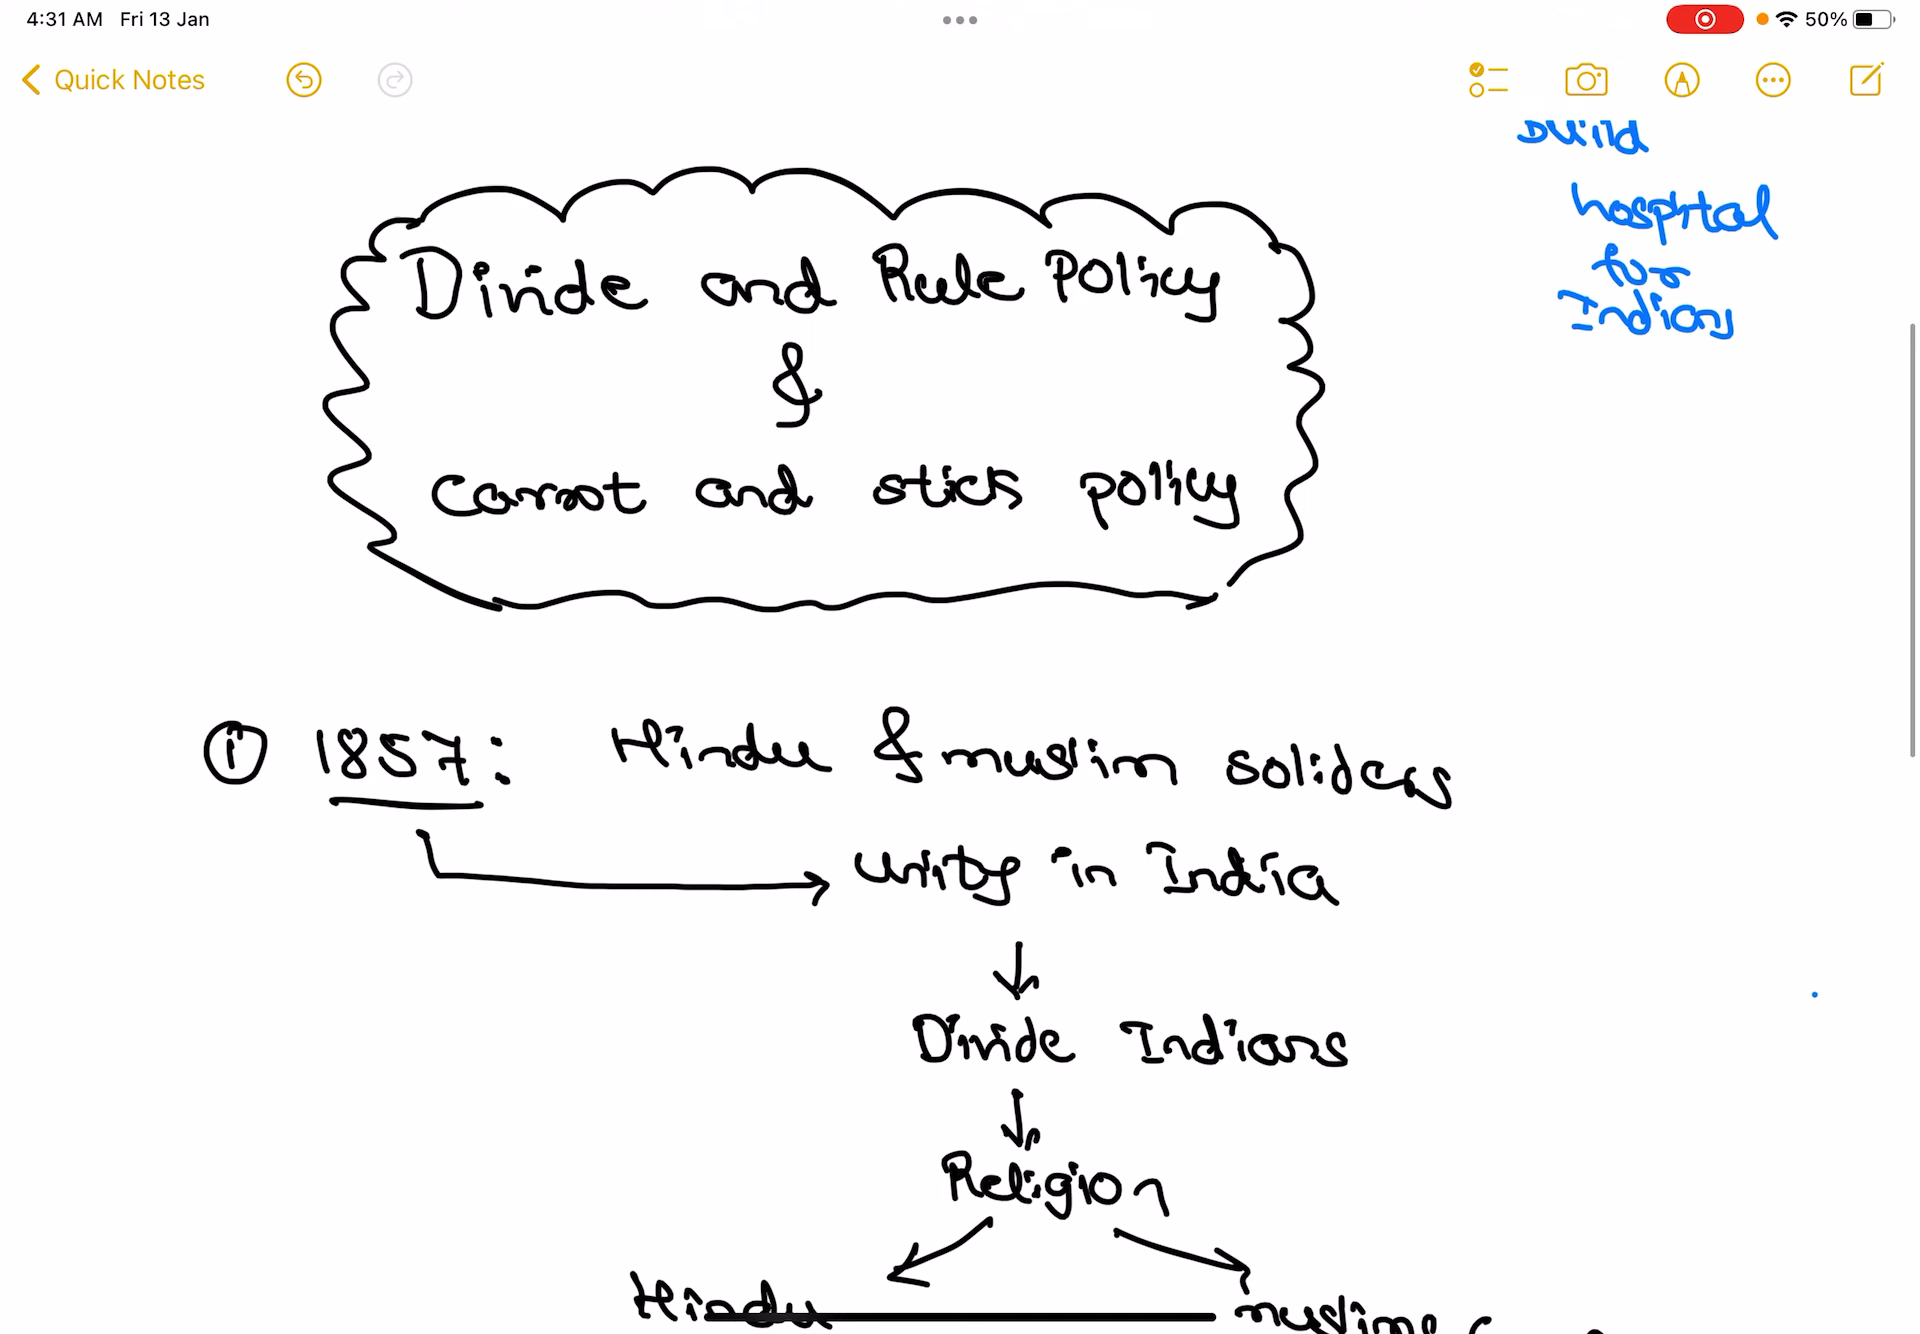 4:31 AM Fri 13 Jan
50%
Quick Notes
build
hospital
for
Indians
Divide and Rule Policy
&
carrot and stick policy
① 1857: Hindu & muslim soliders
unity in India
Divide Indians
Religion
Hindu muslims